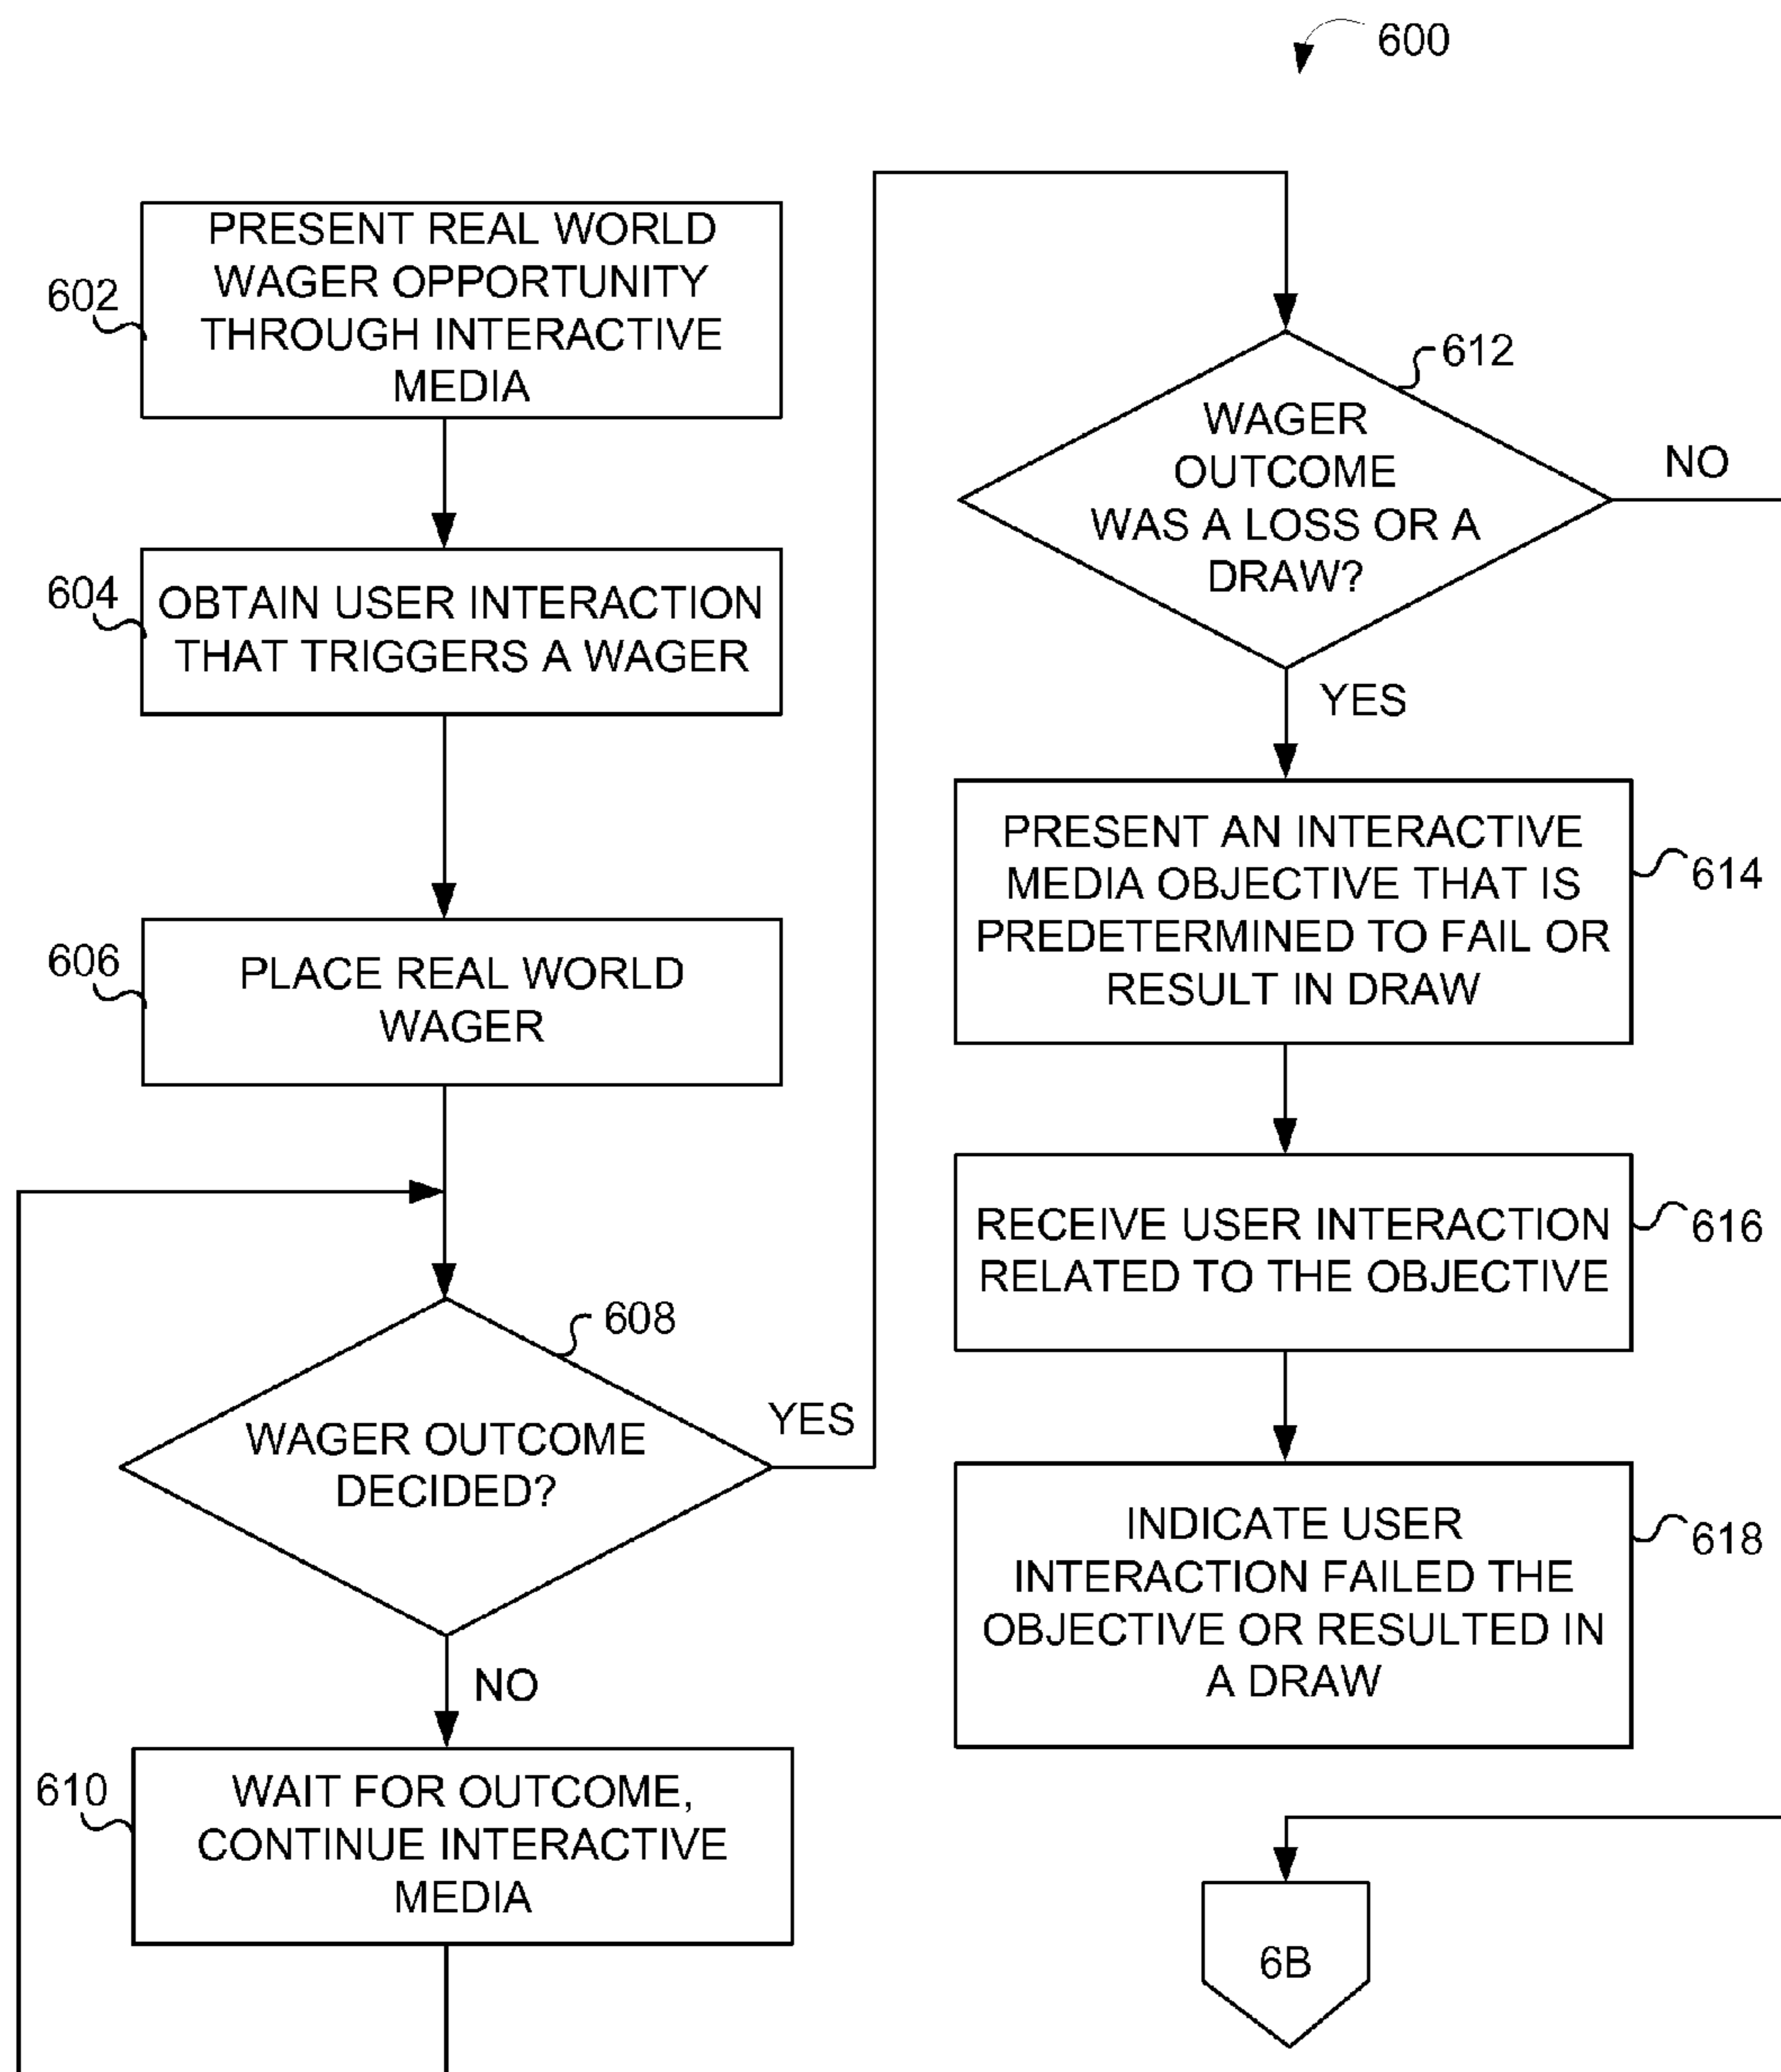 600
602
PRESENT REAL WORLD
WAGER OPPORTUNITY
THROUGH INTERACTIVE
MEDIA
604
OBTAIN USER INTERACTION
THAT TRIGGERS A WAGER
606
PLACE REAL WORLD
WAGER
608
WAGER OUTCOME
DECIDED?
YES
NO
610
WAIT FOR OUTCOME,
CONTINUE INTERACTIVE
MEDIA
612
WAGER
OUTCOME
WAS A LOSS OR A
DRAW?
NO
YES
PRESENT AN INTERACTIVE
MEDIA OBJECTIVE THAT IS
PREDETERMINED TO FAIL OR
RESULT IN DRAW
614
RECEIVE USER INTERACTION
RELATED TO THE OBJECTIVE
616
INDICATE USER
INTERACTION FAILED THE
OBJECTIVE OR RESULTED IN
A DRAW
618
6B